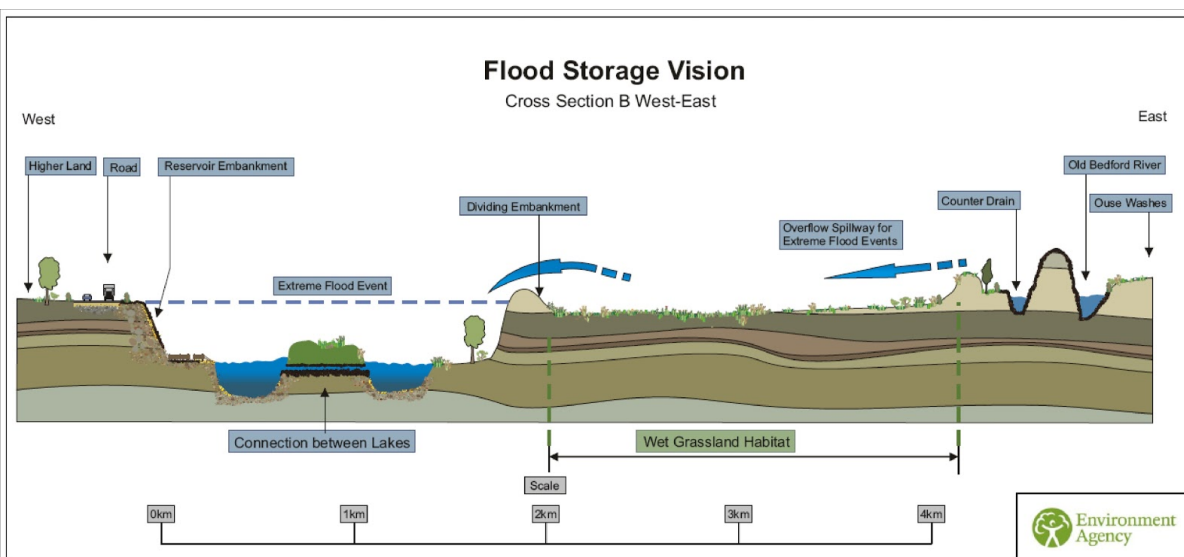 Flood Storage Vision
Cross Section B West-East
West
East
Higher Land
Road
Reservoir Embankment
Old Bedford River
Dividing Embankment
Counter Drain
Ouse Washes
Overflow Spillway for
Extreme Flood Events
Extreme Flood Event
Connection between Lakes
Wet Grassland Habitat
Scale
0km
1km
2km
3km
4km
Environment
Agency